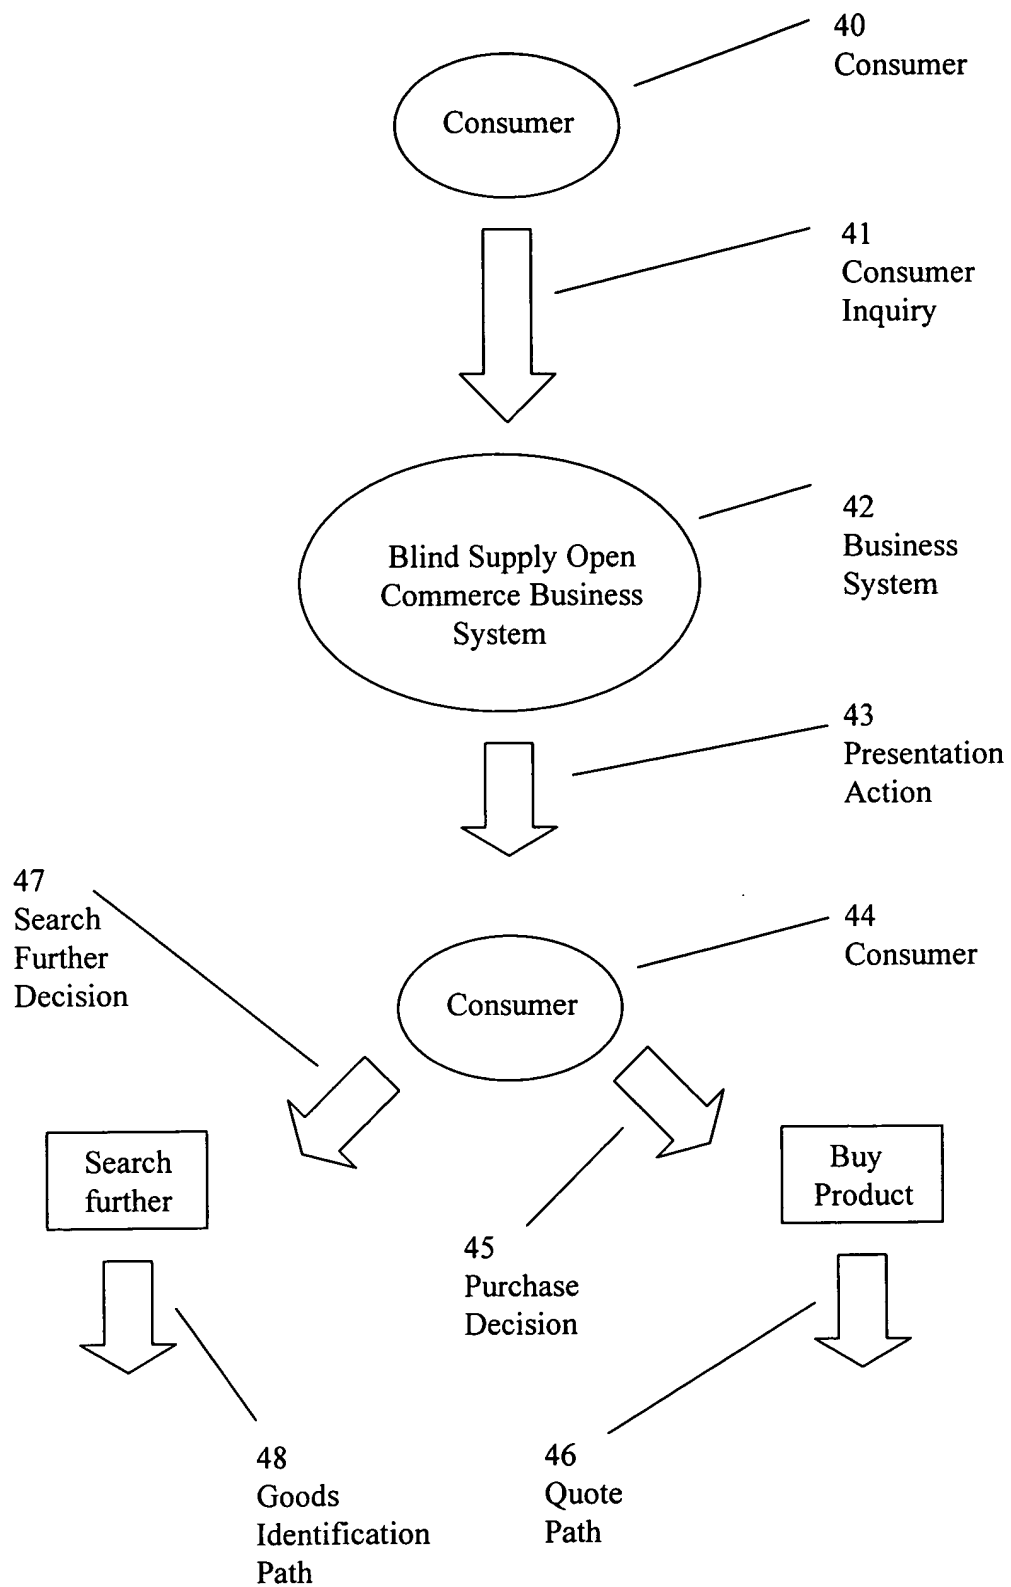 40
Consumer
Consumer
41
Consumer
Inquiry
Blind Supply Open
Commerce Business
System
42
Business
System
43
Presentation
Action
47
Search
Further
Decision
44
Consumer
Consumer
Search
further
Buy
Product
45
Purchase
Decision
48
Goods
Identification
Path
46
Quote
Path